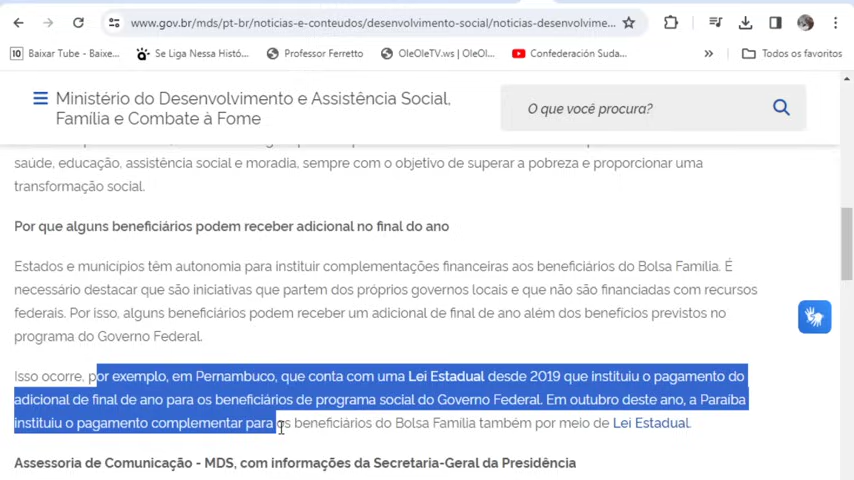 www.gov.br/mds/pt-br/noticias-e-conteudos/desenvolvimento-social/noticias-desenvolvime...
Baixar Tube - Baixe...
Se Liga Nessa Histó...
Professor Ferretto
OleOleTV.ws | OleOl...
Confederación Suda...
»
Todos os favoritos
Ministério do Desenvolvimento e Assistência Social,
Família e Combate à Fome
O que você procura?
saúde, educação, assistência social e moradia, sempre com o objetivo de superar a pobreza e proporcionar uma
transformação social.
Por que alguns beneficiários podem receber adicional no final do ano
Estados e municípios têm autonomia para instituir complementações financeiras aos beneficiários do Bolsa Família. É
necessário destacar que são iniciativas que partem dos próprios governos locais e que não são financiadas com recursos
federais. Por isso, alguns beneficiários podem receber um adicional de final de ano além dos benefícios previstos no
programa do Governo Federal.
Isso ocorre, por exemplo, em Pernambuco, que conta com uma Lei Estadual desde 2019 que instituiu o pagamento do
adicional de final de ano para os beneficiários de programa social do Governo Federal. Em outubro deste ano, a Paraíba
instituiu o pagamento complementar para os beneficiários do Bolsa Família também por meio de Lei Estadual.
Assessoria de Comunicação - MDS, com informações da Secretaria-Geral da Presidência